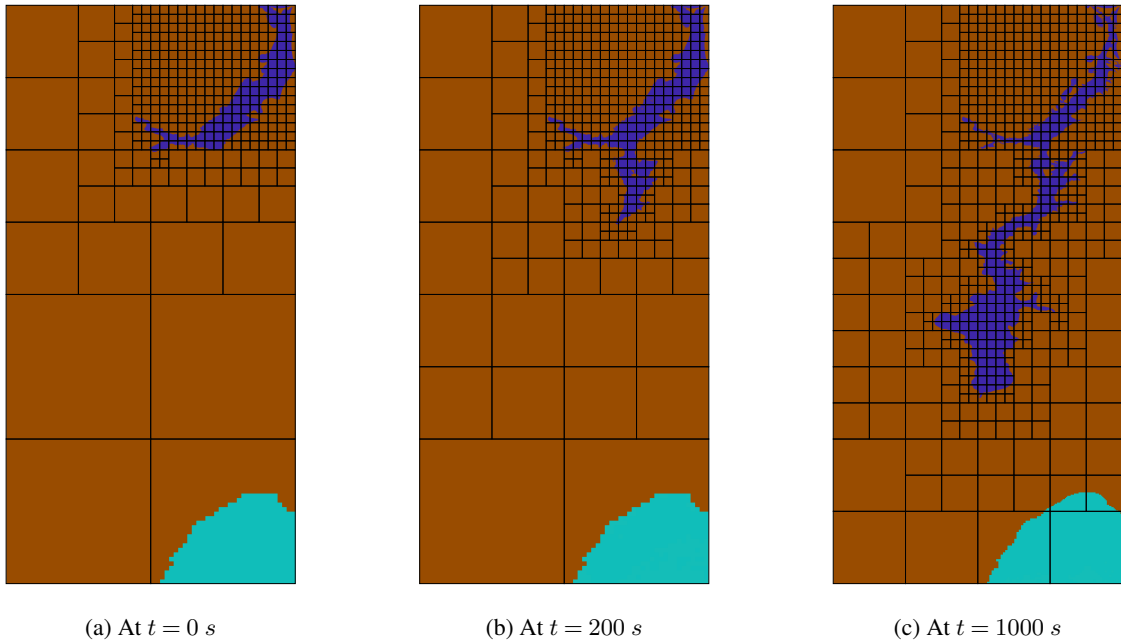 (a) At t = 0 s
(b) At t = 200 s
(c) At t = 1000 s